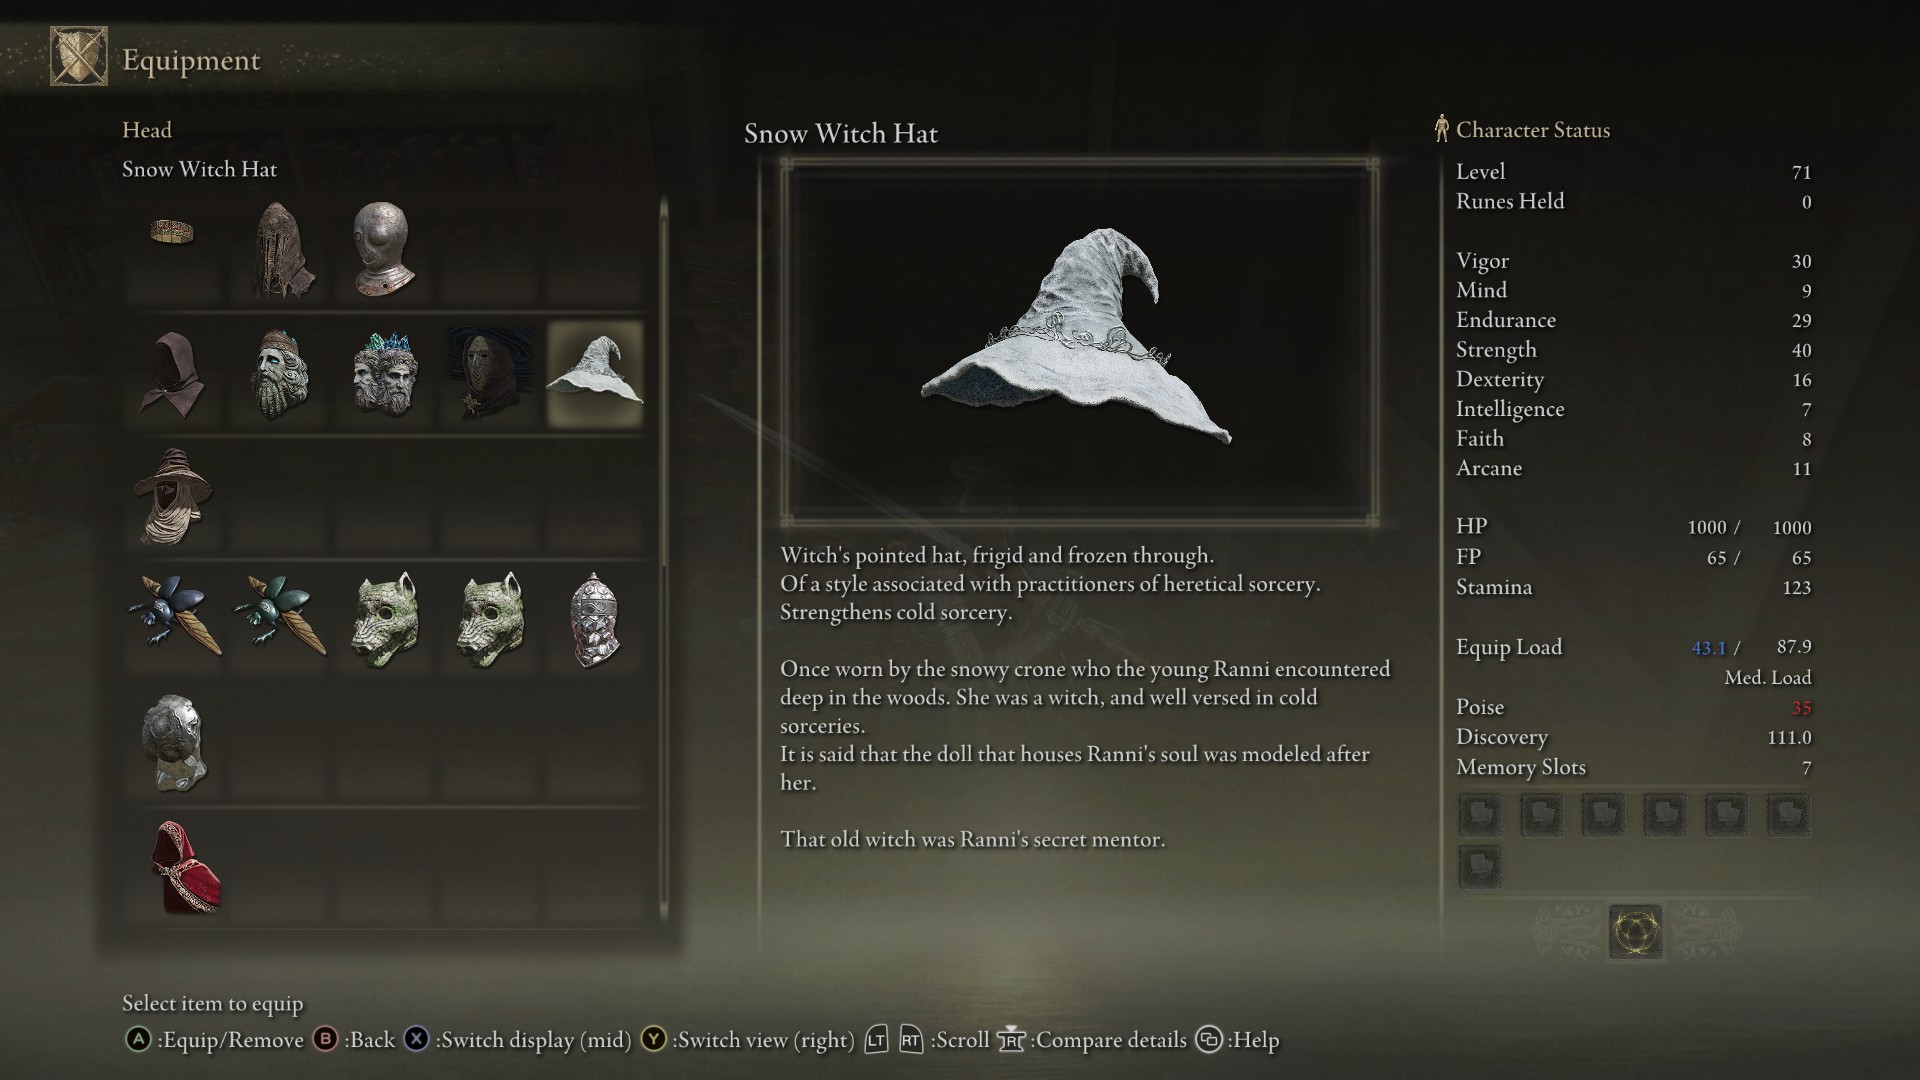 Equipment
Head
Snow Witch Hat
Snow Witch Hat
Witch's pointed hat, frigid and frozen through.
Of a style associated with practitioners of heretical sorcery.
Strengthens cold sorcery.
Once worn by the snowy crone who the young Ranni encountered
deep in the woods. She was a witch, and well versed in cold
sorceries.
It is said that the doll that houses Ranni's soul was modeled after
her.
That old witch was Ranni's secret mentor.
Character Status
Level 71
Runes Held 0
Vigor 30
Mind 9
Endurance 29
Strength 40
Dexterity 16
Intelligence 7
Faith 8
Arcane 11
HP 1000 / 1000
FP 65 / 65
Stamina 123
Equip Load 43.1 / 87.9
Med. Load
Poise 35
Discovery 111.0
Memory Slots 7
Select item to equip
A :Equip/Remove B :Back X :Switch display (mid) Y :Switch view (right) LT RT :Scroll R :Compare details :Help